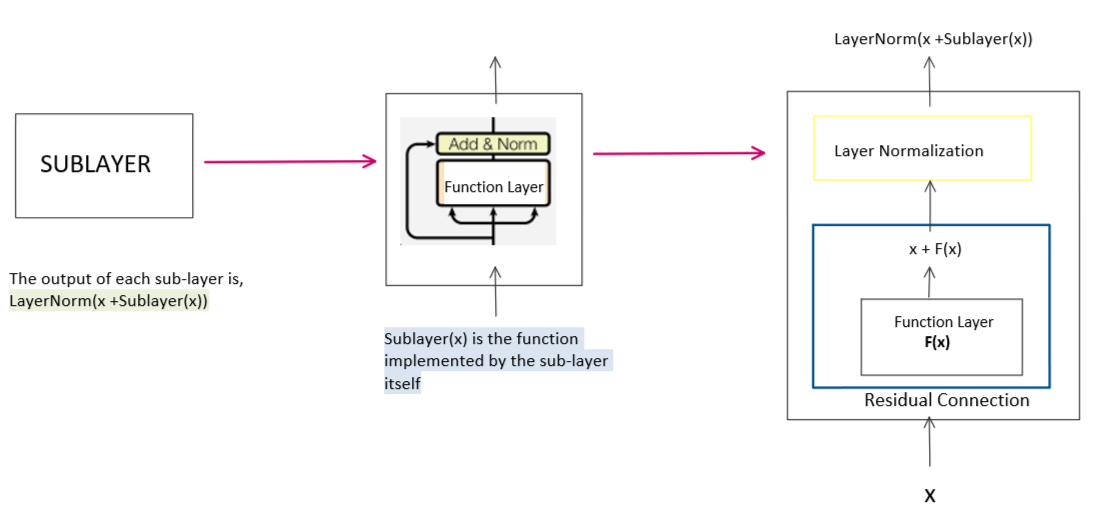 SUBLAYER
The output of each sub-layer is,
LayerNorm(x +Sublayer(x))
Add & Norm
Function Layer
Sublayer(x) is the function
implemented by the sub-layer
itself
LayerNorm(x +Sublayer(x))
Layer Normalization
x + F(x)
Function Layer
F(x)
Residual Connection
X